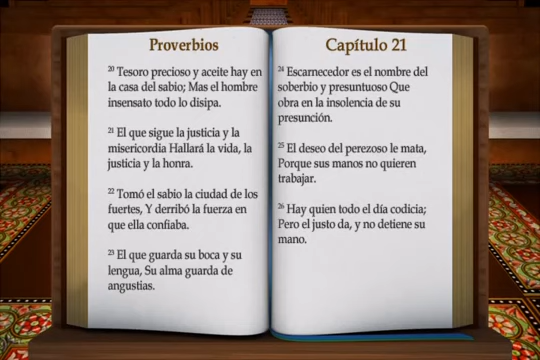 Proverbios
20 Tesoro precioso y aceite hay en
la casa del sabio; Mas el hombre
insensato todo lo disipa.
21 El que sigue la justicia y la
misericordia Hallará la vida, la
justicia y la honra.
22 Tomó el sabio la ciudad de los
fuertes, Y derribó la fuerza en
que ella confiaba.
23 El que guarda su boca y su
lengua, Su alma guarda de
angustias.
Capítulo 21
24 Escarnecedor es el nombre del
soberbio y presuntuoso Que
obra en la insolencia de su
presunción.
25 El deseo del perezoso le mata,
Porque sus manos no quieren
trabajar.
26 Hay quien todo el día codicia;
Pero el justo da, y no detiene su
mano.